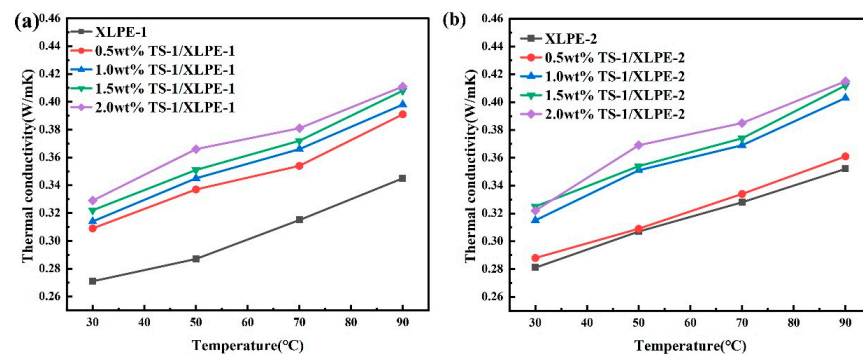 (a)
0.46
0.44
0.42
0.40
0.38
0.36
0.34
0.32
0.30
0.28
0.26
Thermal conductivity(W/mK)
XLPE-1
0.5wt% TS-1/XLPE-1
1.0wt% TS-1/XLPE-1
1.5wt% TS-1/XLPE-1
2.0wt% TS-1/XLPE-1
30 40 50 60 70 80 90
Temperature(°C)
(b)
0.46
0.44
0.42
0.40
0.38
0.36
0.34
0.32
0.30
0.28
0.26
Thermal conductivity(W/mK)
XLPE-2
0.5wt% TS-1/XLPE-2
1.0wt% TS-1/XLPE-2
1.5wt% TS-1/XLPE-2
2.0wt% TS-1/XLPE-2
30 40 50 60 70 80 90
Temperature(°C)